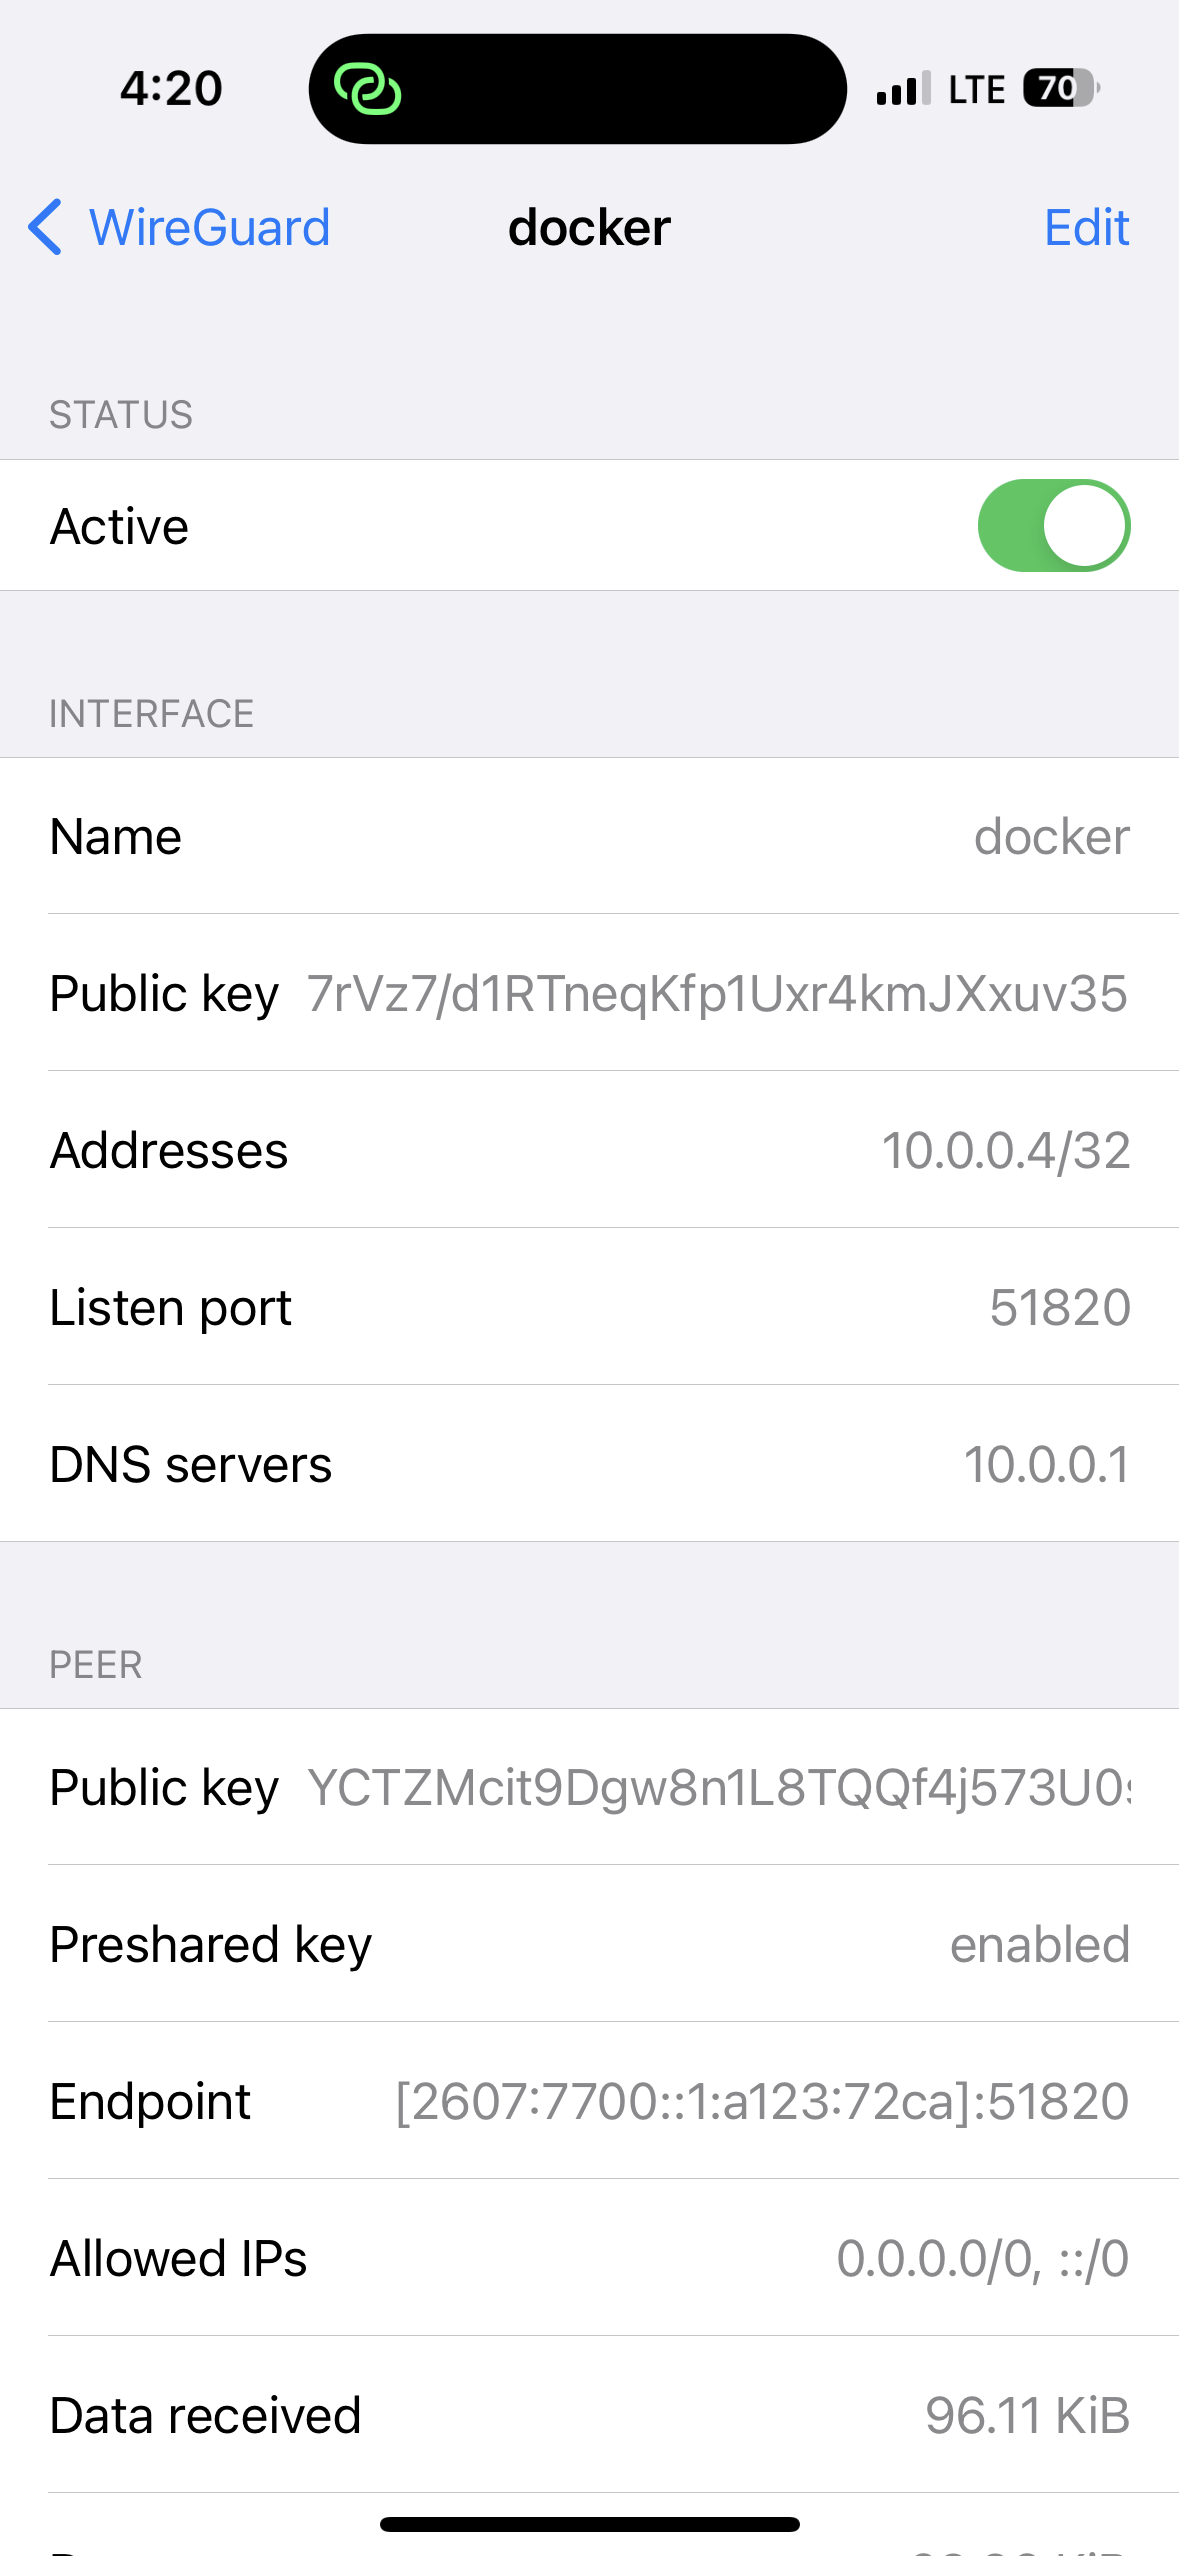 4:20
LTE 70
WireGuard docker Edit
STATUS
Active
INTERFACE
Name docker
Public key 7rVz7/d1RTneqKfp1Uxr4kmJXxuv35
Addresses 10.0.0.4/32
Listen port 51820
DNS servers 10.0.0.1
PEER
Public key YCTZMcit9Dgw8n1L8TQQf4j573U0s
Preshared key enabled
Endpoint [2607:7700::1:a123:72ca]:51820
Allowed IPs 0.0.0.0/0, ::/0
Data received 96.11 KiB